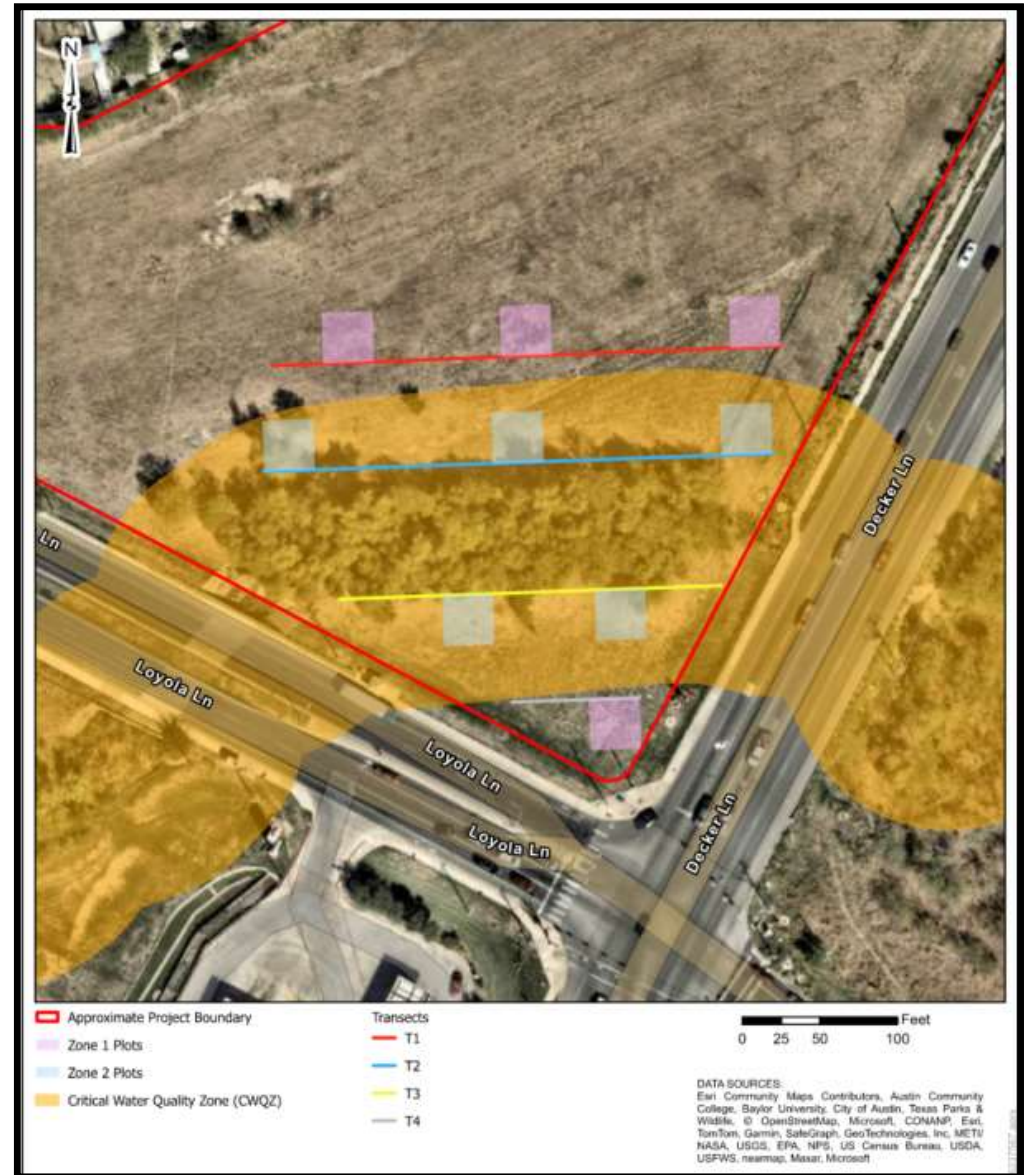 N
Ln
Decker Ln
Loyola Ln
Loyola Ln
Loyola Ln
Decker Ln
Approximate Project Boundary
Zone 1 Plots
Zone 2 Plots
Critical Water Quality Zone (CWQZ)
Transects
T1
T2
T3
T4
Feet
0 25 50 100
DATA SOURCES:
Esri Community Maps Contributors, Austin Community
College, Baylor University, City of Austin, Texas Parks &
Wildlife, © OpenStreetMap, Microsoft, CONANP, Esri,
TomTom, Garmin, SafeGraph, GeoTechnologies, Inc, METI/
NASA, USGS, EPA, NPS, US Census Bureau, USDA,
USFWS, nearmap, Maxar, Microsoft